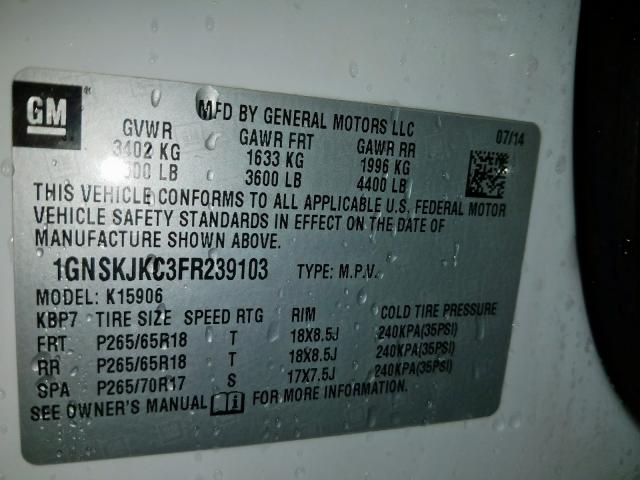 GM ®
MFD BY GENERAL MOTORS LLC 07/14
GVWR GAWR FRT GAWR RR
3402 KG 1633 KG 1996 KG
00 LB 3600 LB 4400 LB
THIS VEHICLE CONFORMS TO ALL APPLICABLE U.S. FEDERAL MOTOR
VEHICLE SAFETY STANDARDS IN EFFECT ON THE DATE OF
MANUFACTURE SHOWN ABOVE.
1GNSKJKC3FR239103 TYPE: M.P.V.
MODEL: K15906
KBP7 TIRE SIZE SPEED RTG RIM COLD TIRE PRESSURE
FRT P265/65R18 T 18X8.5J 240KPA(35PSI)
RR P265/65R18 T 18X8.5J 240KPA(35PSI)
SPA P265/70R17 S 17X7.5J 240KPA(35PSI)
SEE OWNER'S MANUAL FOR MORE INFORMATION.